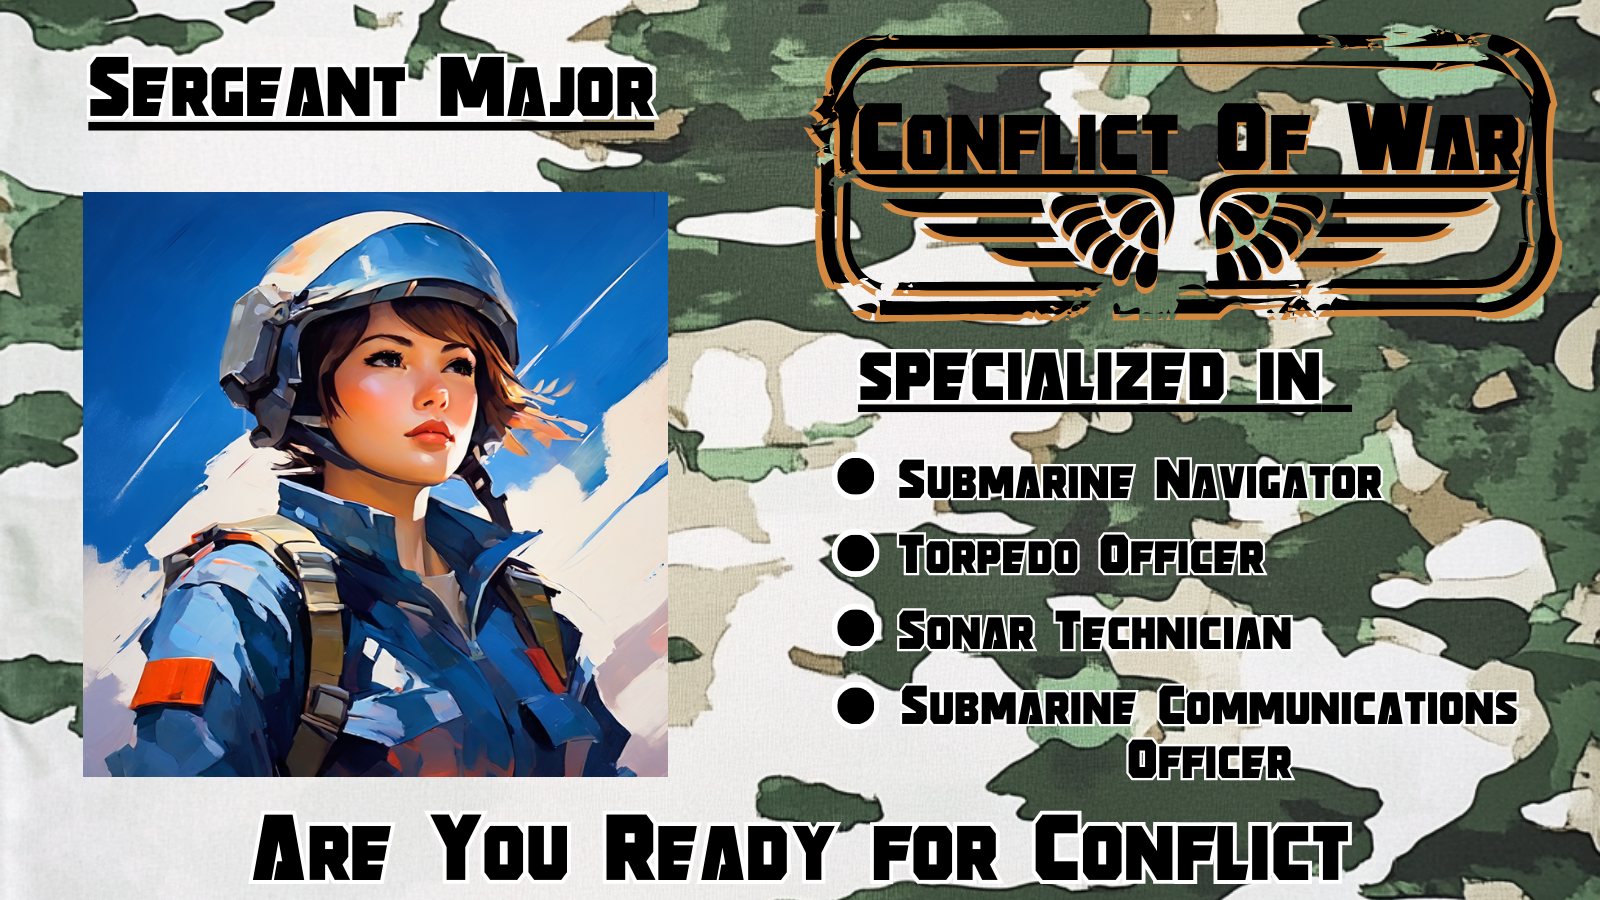 Sergeant Major
Conflict Of War
Specialized in
● Submarine Navigator
● Torpedo Officer
● Sonar Technician
● Submarine Communications
Officer
Are You Ready for Conflict